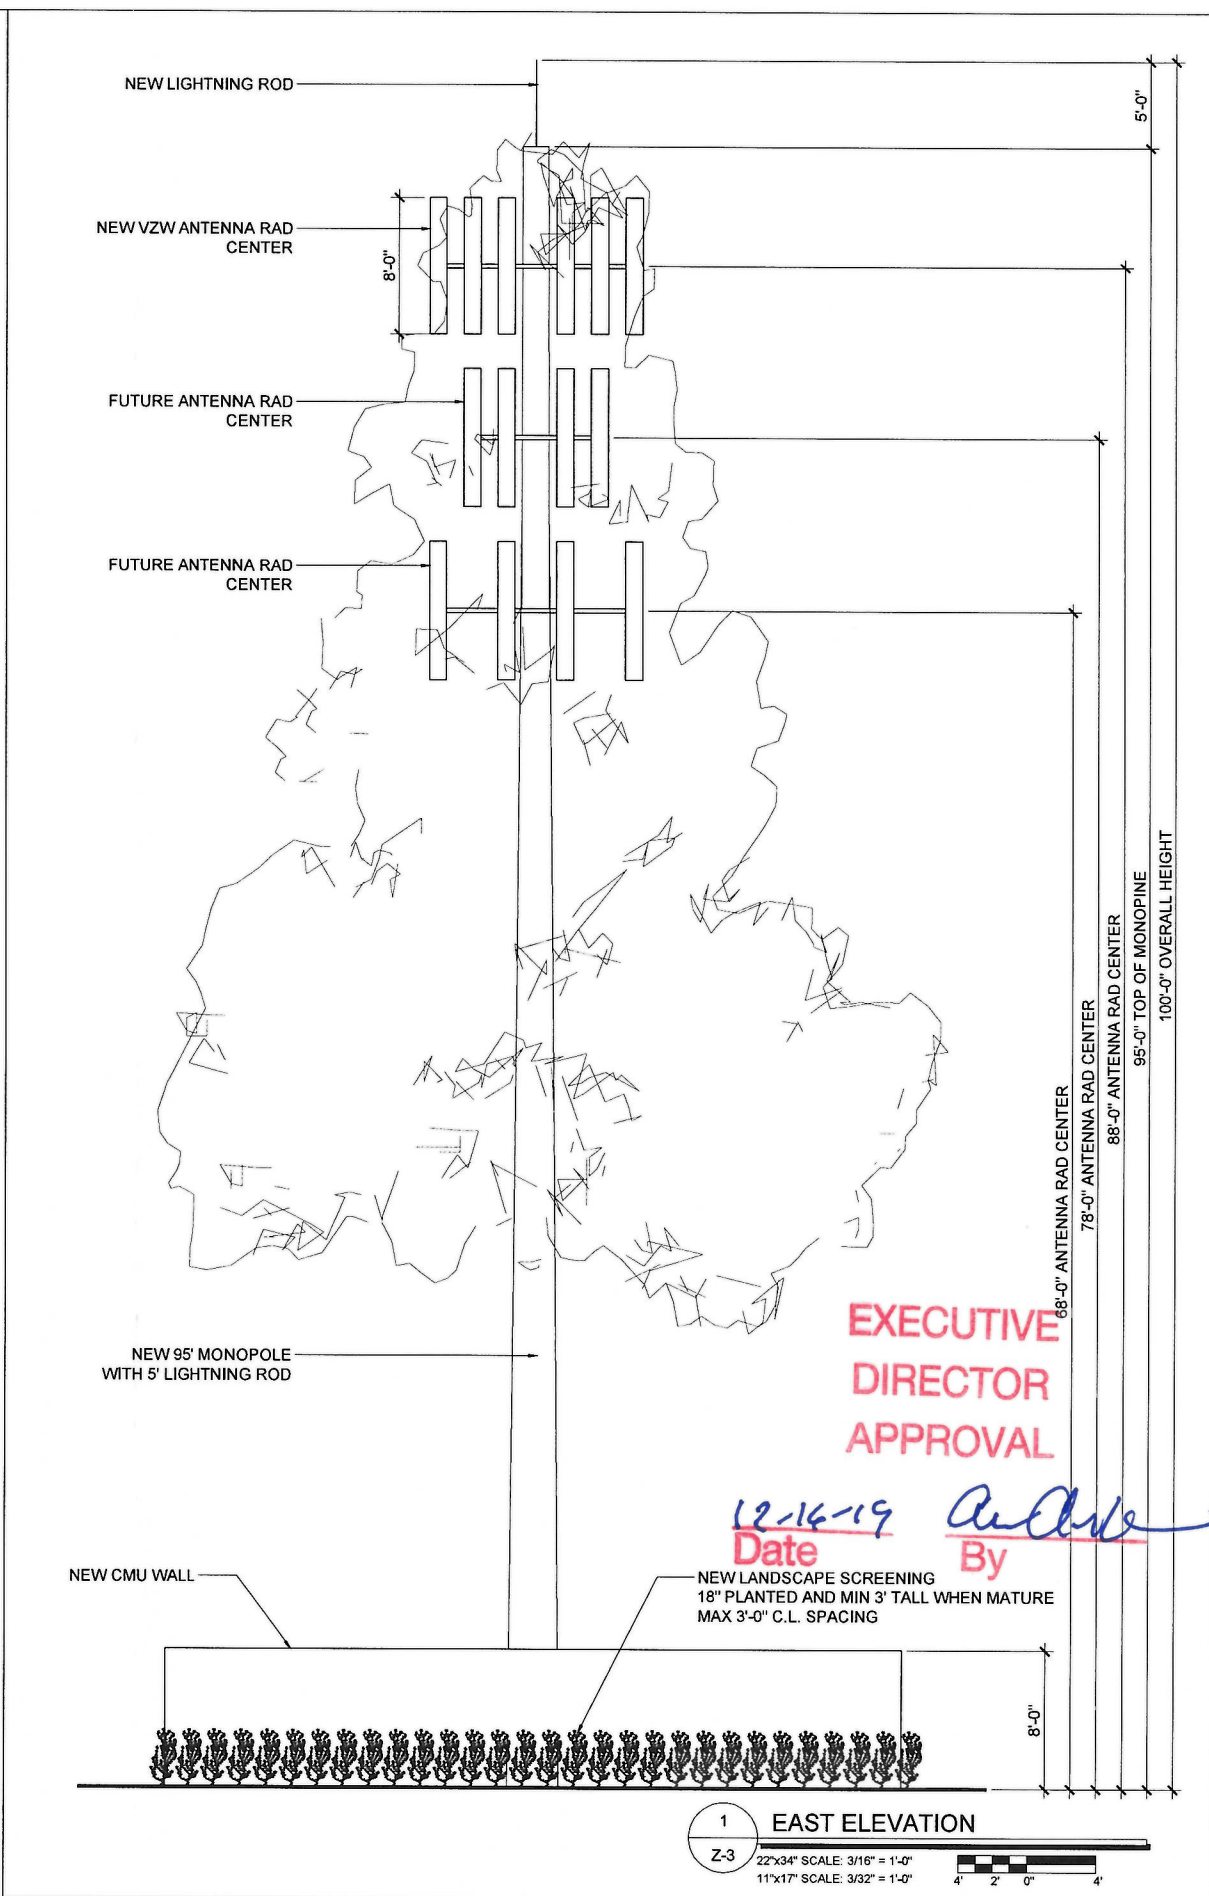 NEW LIGHTNING ROD
5'-0"
NEW VZW ANTENNA RAD
CENTER
8'-0"
FUTURE ANTENNA RAD
CENTER
FUTURE ANTENNA RAD
CENTER
68'-0" ANTENNA RAD CENTER
78'-0" ANTENNA RAD CENTER
88'-0" ANTENNA RAD CENTER
95'-0" TOP OF MONOPINE
100'-0" OVERALL HEIGHT
NEW 95' MONOPOLE
WITH 5' LIGHTNING ROD
EXECUTIVE
DIRECTOR
APPROVAL
12-16-19
Date
By
NEW CMU WALL
NEW LANDSCAPE SCREENING
18" PLANTED AND MIN 3' TALL WHEN MATURE
MAX 3'-0" C.L. SPACING
8'-0"
1
Z-3
EAST ELEVATION
22"x34" SCALE: 3/16" = 1'-0"
11"x17" SCALE: 3/32" = 1'-0"
4' 2' 0" 4'